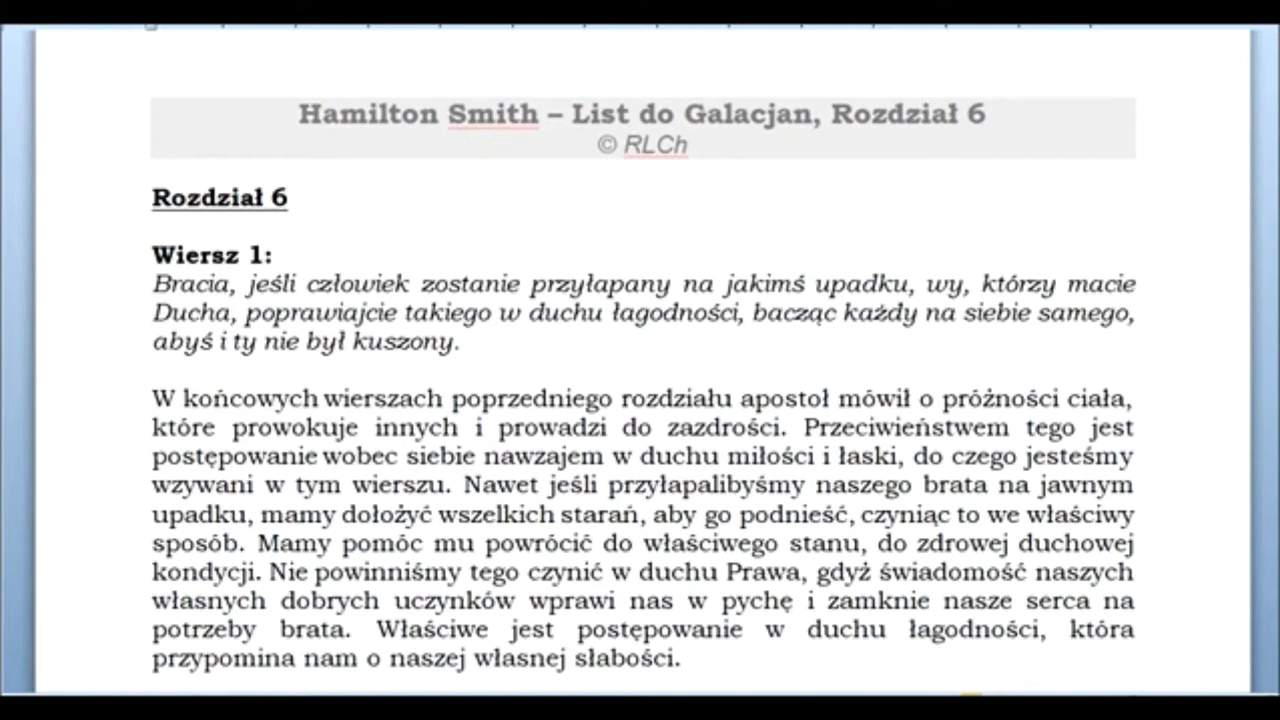 Hamilton Smith – List do Galacjan, Rozdział 6
© RLCh
Rozdział 6
Wiersz 1:
Bracia, jeśli człowiek zostanie przyłapany na jakimś upadku, wy, którzy macie
Ducha, poprawiajcie takiego w duchu łagodności, bacząc każdy na siebie samego,
abyś i ty nie był kuszony.
W końcowych wierszach poprzedniego rozdziału apostoł mówił o próżności ciała,
które prowokuje innych i prowadzi do zazdrości. Przeciwieństwem tego jest
postępowanie wobec siebie nawzajem w duchu miłości i łaski, do czego jesteśmy
wzywani w tym wierszu. Nawet jeśli przyłapalibyśmy naszego brata na jawnym
upadku, mamy dołożyć wszelkich starań, aby go podnieść, czyniąc to we właściwy
sposób. Mamy pomóc mu powrócić do właściwego stanu, do zdrowej duchowej
kondycji. Nie powinniśmy tego czynić w duchu Prawa, gdyż świadomość naszych
własnych dobrych uczynków wprawi nas w pychę i zamknie nasze serca na
potrzeby brata. Właściwe jest postępowanie w duchu łagodności, która
przypomina nam o naszej własnej słabości.